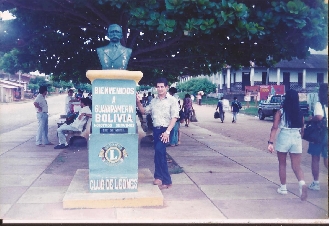 BIENVENIDOS
A
GUAYARAMERIN
BOLIVIA
L
CLUB DE LEONES